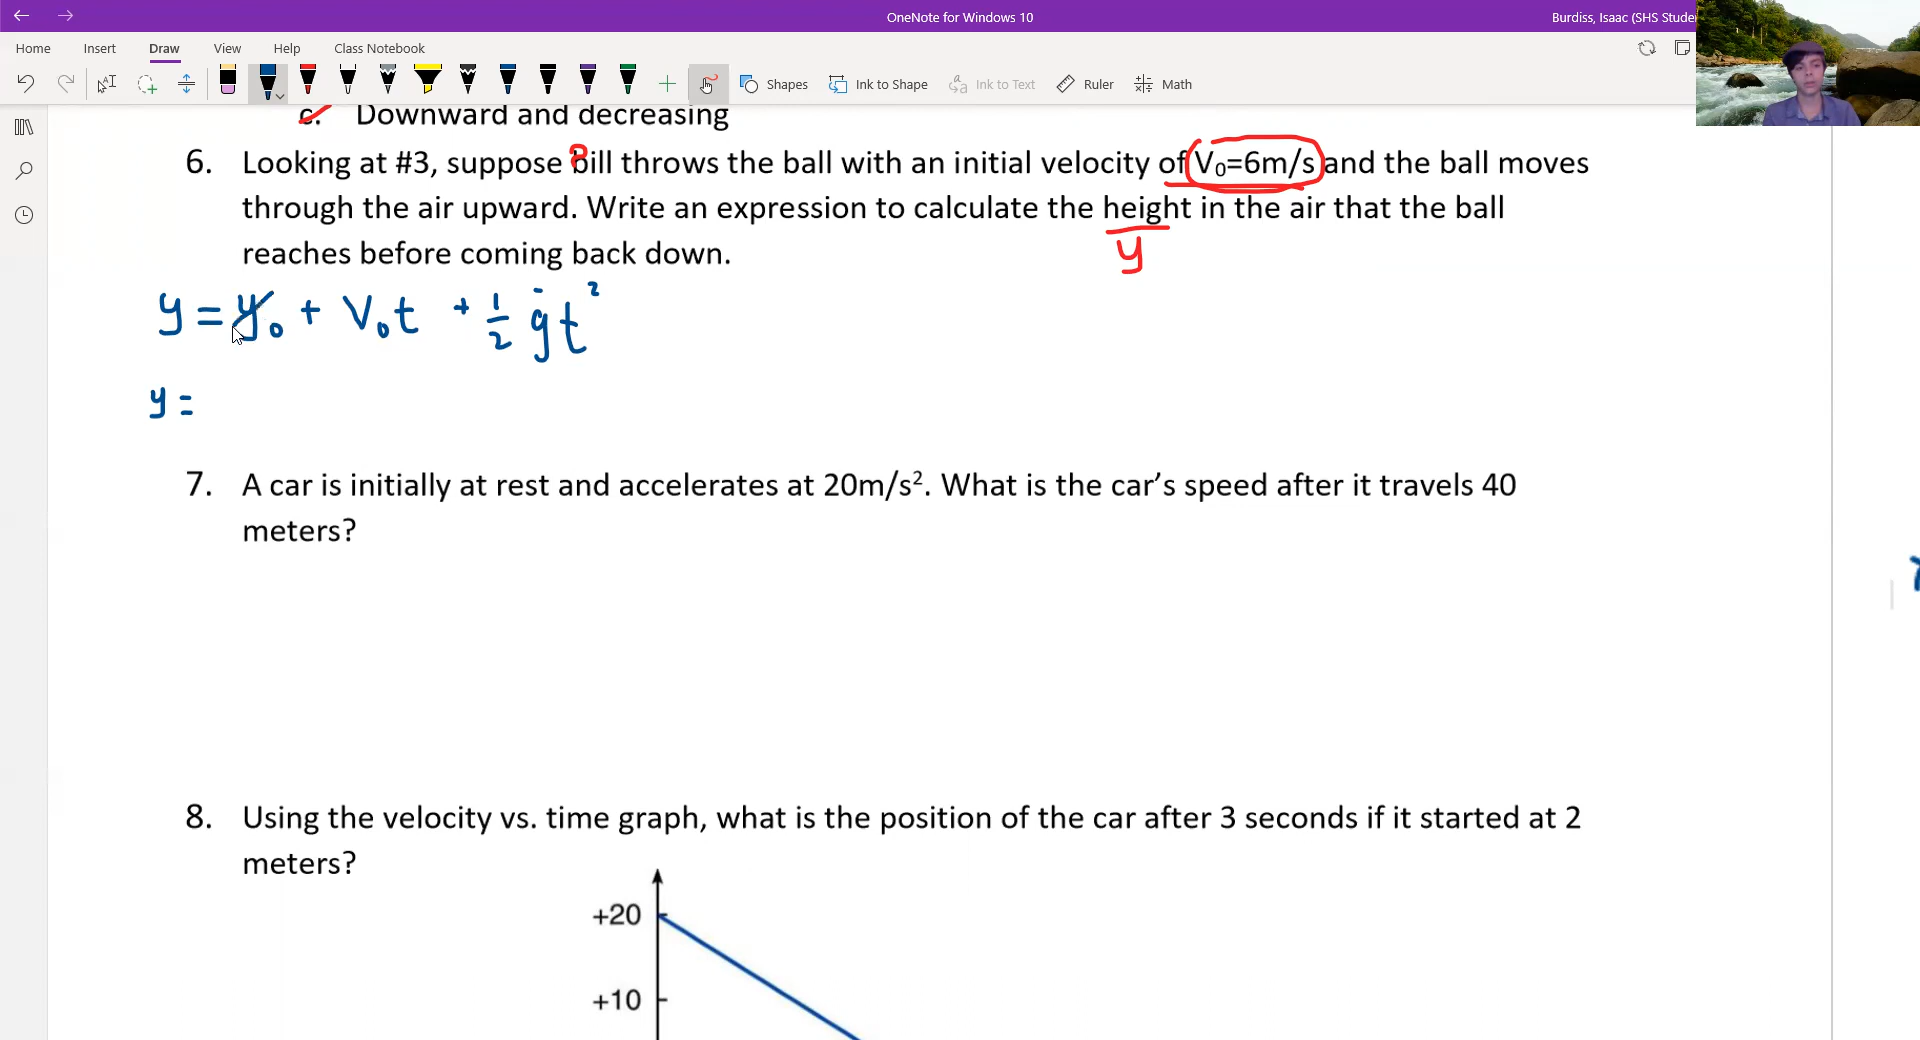 OneNote for Windows 10
Burdiss, Isaac (SHS Stude
Home Insert Draw View Help Class Notebook
Shapes Ink to Shape Ink to Text Ruler Math
c. Downward and decreasing
6. Looking at #3, suppose Bill throws the ball with an initial velocity of V₀=6m/s and the ball moves
through the air upward. Write an expression to calculate the height in the air that the ball
reaches before coming back down.
y
y = y₀ + V₀t + 1/2 gt²
y =
7. A car is initially at rest and accelerates at 20m/s². What is the car’s speed after it travels 40
meters?
8. Using the velocity vs. time graph, what is the position of the car after 3 seconds if it started at 2
meters?
+20
+10